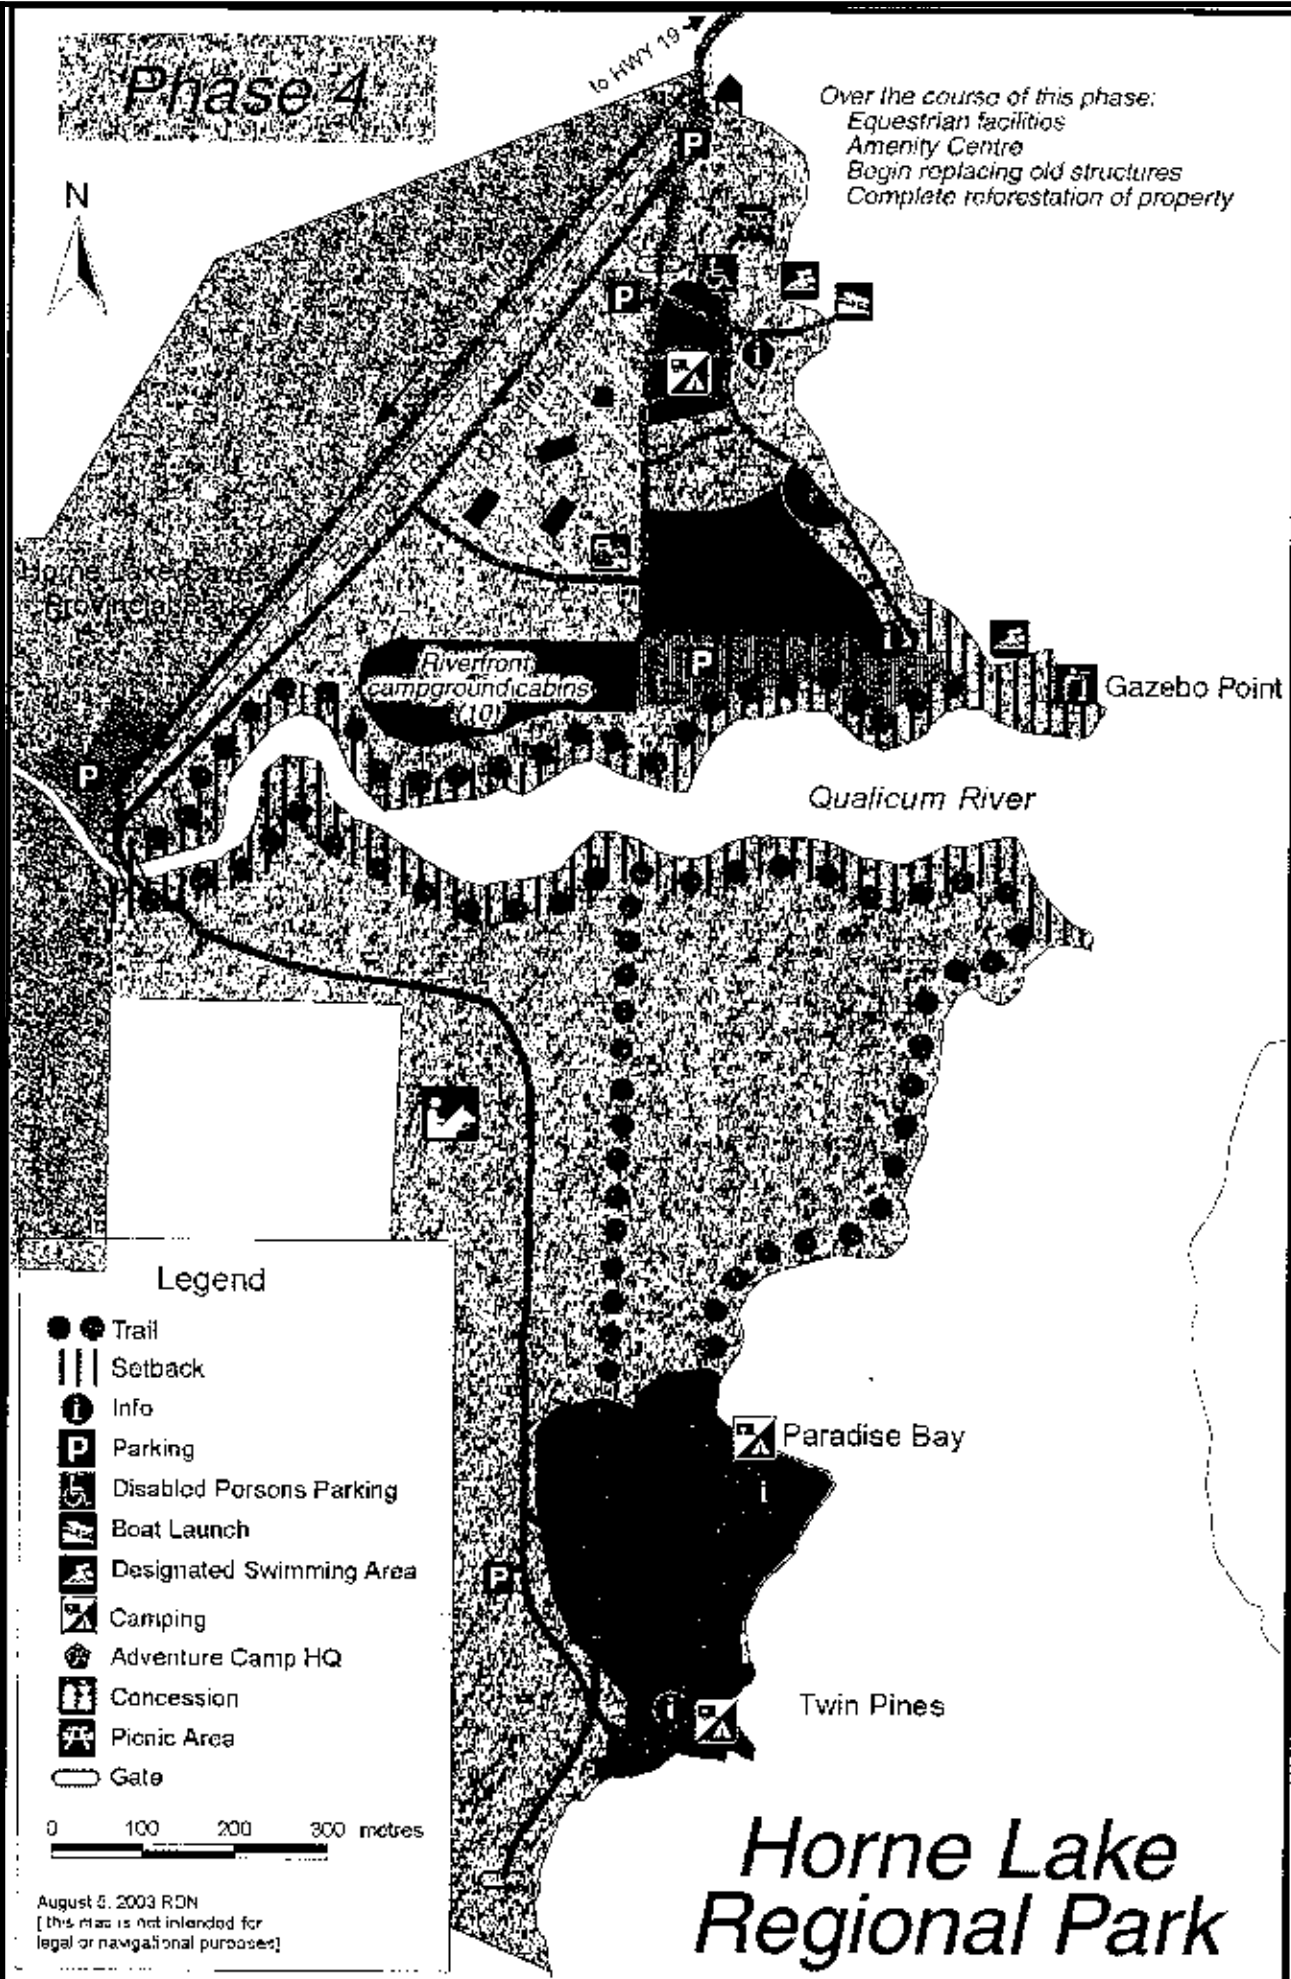 Phase 4
to HWY 19
Over the course of this phase:
Equestrian facilities
Amenity Centre
Begin replacing old structures
Complete reforestation of property
N
P
P
i
Horne Lake Caves
Provincial Park
Riverfront
campground cabins
(10)
P
i
Gazebo Point
P
Qualicum River
Paradise Bay
i
P
i
Twin Pines
Legend
Trail
Setback
i Info
P Parking
Disabled Persons Parking
Boat Launch
Designated Swimming Area
Camping
Adventure Camp HQ
Concession
Picnic Area
Gate
0 100 200 300 metres
August 5, 2003 RDN
[ this map is not intended for
legal or navigational purposes]
Horne Lake
Regional Park